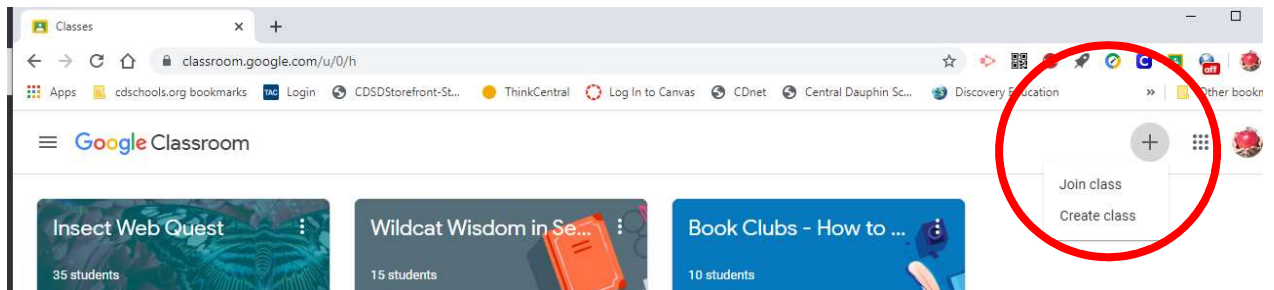 Classes
classroom.google.com/u/0/h
off
Apps cdschools.org bookmarks TAC Login CDSDStorefront-St... ThinkCentral Log In to Canvas CDnet Central Dauphin Sc... Discovery Education » Other bookm
Google Classroom
Join class
Create class
Insect Web Quest Wildcat Wisdom in Se... Book Clubs - How to ...
35 students 15 students 10 students